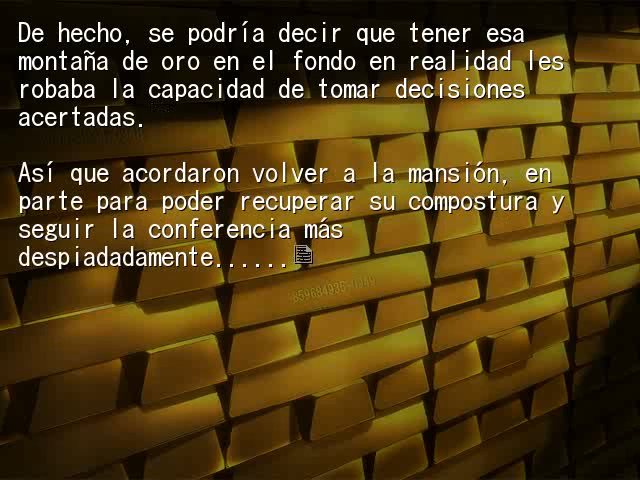 De hecho, se podría decir que tener esa
montaña de oro en el fondo en realidad les
robaba la capacidad de tomar decisiones
acertadas.
Así que acordaron volver a la mansión, en
parte para poder recuperar su compostura y
seguir la conferencia más
despiadadamente......